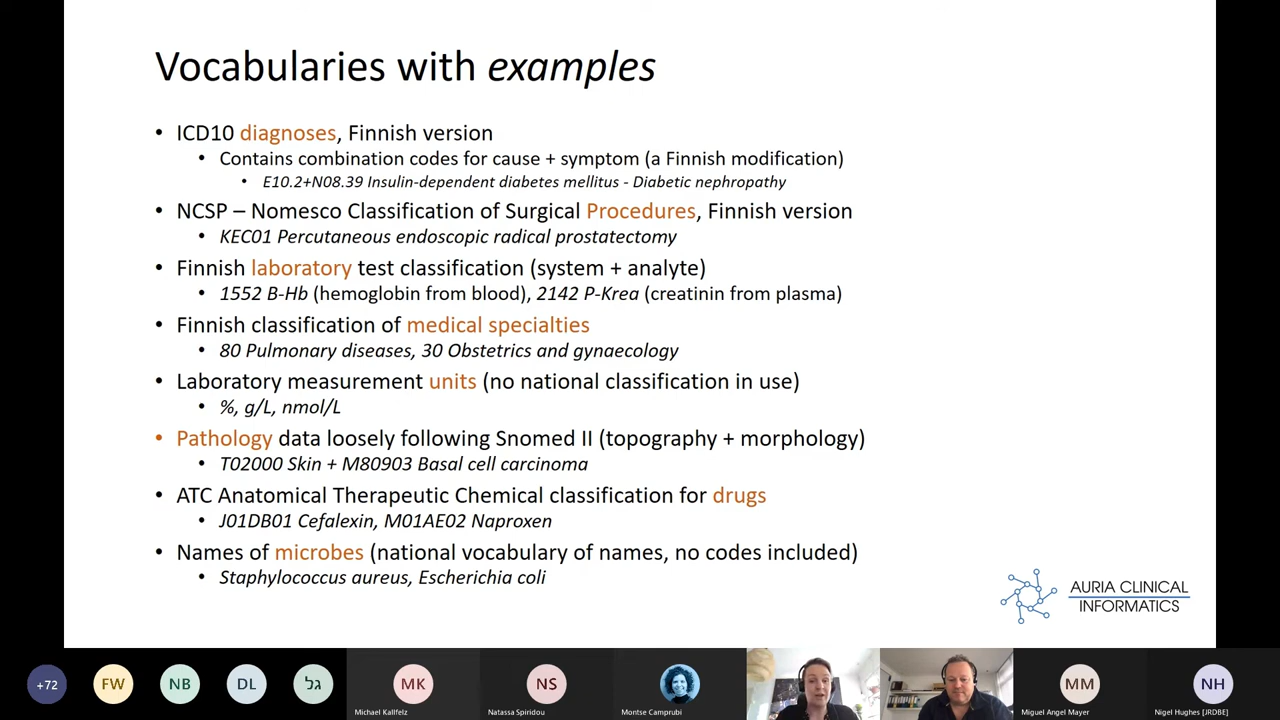 Vocabularies with examples
• ICD10 diagnoses, Finnish version
• Contains combination codes for cause + symptom (a Finnish modification)
• E10.2+N08.39 Insulin-dependent diabetes mellitus - Diabetic nephropathy
• NCSP – Nomesco Classification of Surgical Procedures, Finnish version
• KEC01 Percutaneous endoscopic radical prostatectomy
• Finnish laboratory test classification (system + analyte)
• 1552 B-Hb (hemoglobin from blood), 2142 P-Krea (creatinin from plasma)
• Finnish classification of medical specialties
• 80 Pulmonary diseases, 30 Obstetrics and gynaecology
• Laboratory measurement units (no national classification in use)
• %, g/L, nmol/L
• Pathology data loosely following Snomed II (topography + morphology)
• T02000 Skin + M80903 Basal cell carcinoma
• ATC Anatomical Therapeutic Chemical classification for drugs
• J01DB01 Cefalexin, M01AE02 Naproxen
• Names of microbes (national vocabulary of names, no codes included)
• Staphylococcus aureus, Escherichia coli
AURIA CLINICAL
INFORMATICS
+72 FW NB DL גל MK NS MM NH
Michael Kallfelz Natassa Spiridou Montse Camprubi Miguel Angel Mayer Nigel Hughes [JRDBE]